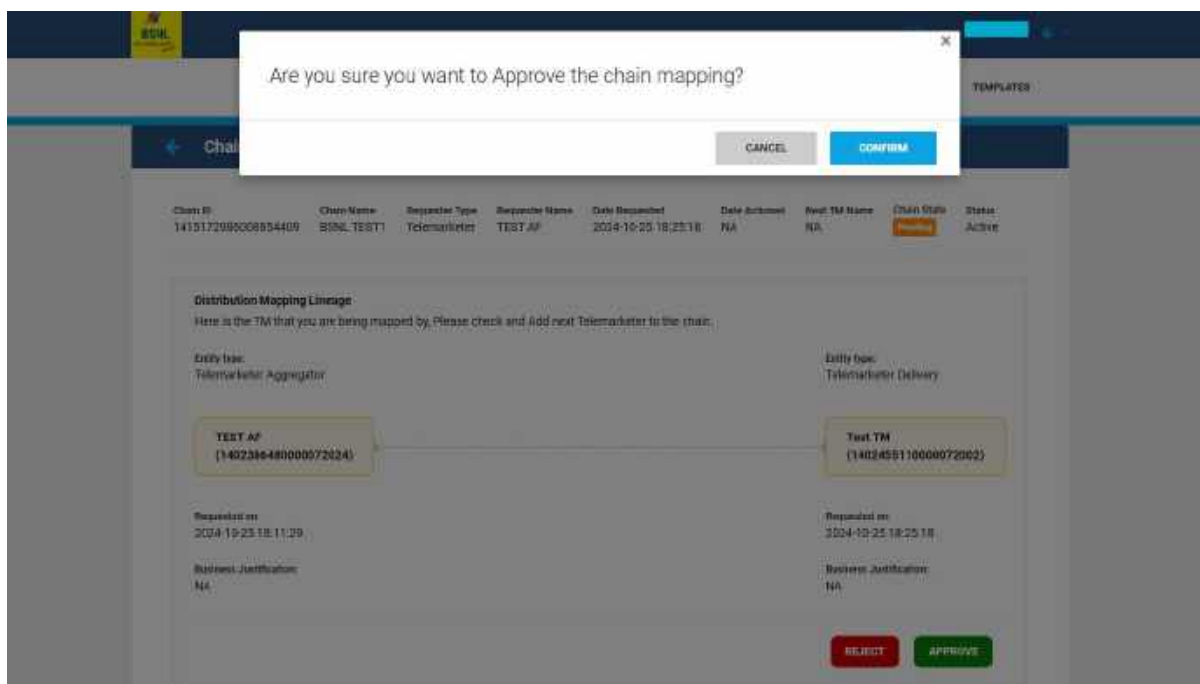 BSNL
×
Are you sure you want to Approve the chain mapping?
TEMPLATES
CANCEL CONFIRM
Chai
Chain ID Chain Name Requester Type Requester Name Date Requested Date Actioned Next TM Name Chain State Status
BSNL TEST1 Telemarketer TEST AF 2024-10-25 18:25:18 NA NA Pending Active
Distribution Mapping Lineage
Here is the TM that you are being mapped by, Please check and Add next Telemarketer to the chain.
Entity type: Entity type:
Telemarketer Aggregator Telemarketer Delivery
TEST AF Test TM
Requested on Requested on
2024-10-25 18:11:29 2024-10-25 18:25:18
Business Justification: Business Justification:
NA NA
REJECT APPROVE